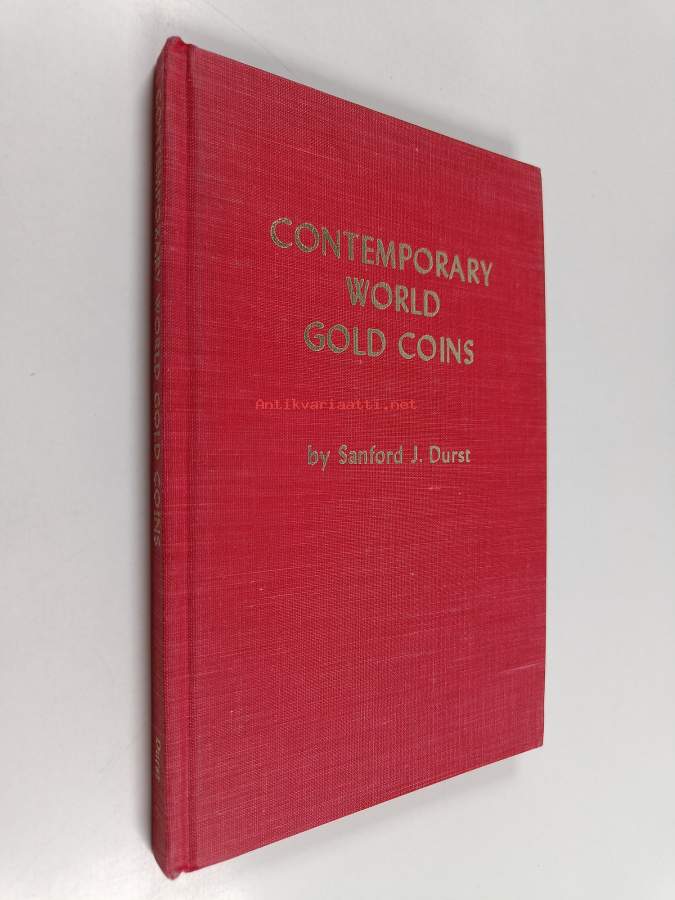 CONTEMPORARY
WORLD
GOLD COINS
Antikvariaatti.net
by Sanford J. Durst
CONTEMPORARY WORLD GOLD COINS
Durst